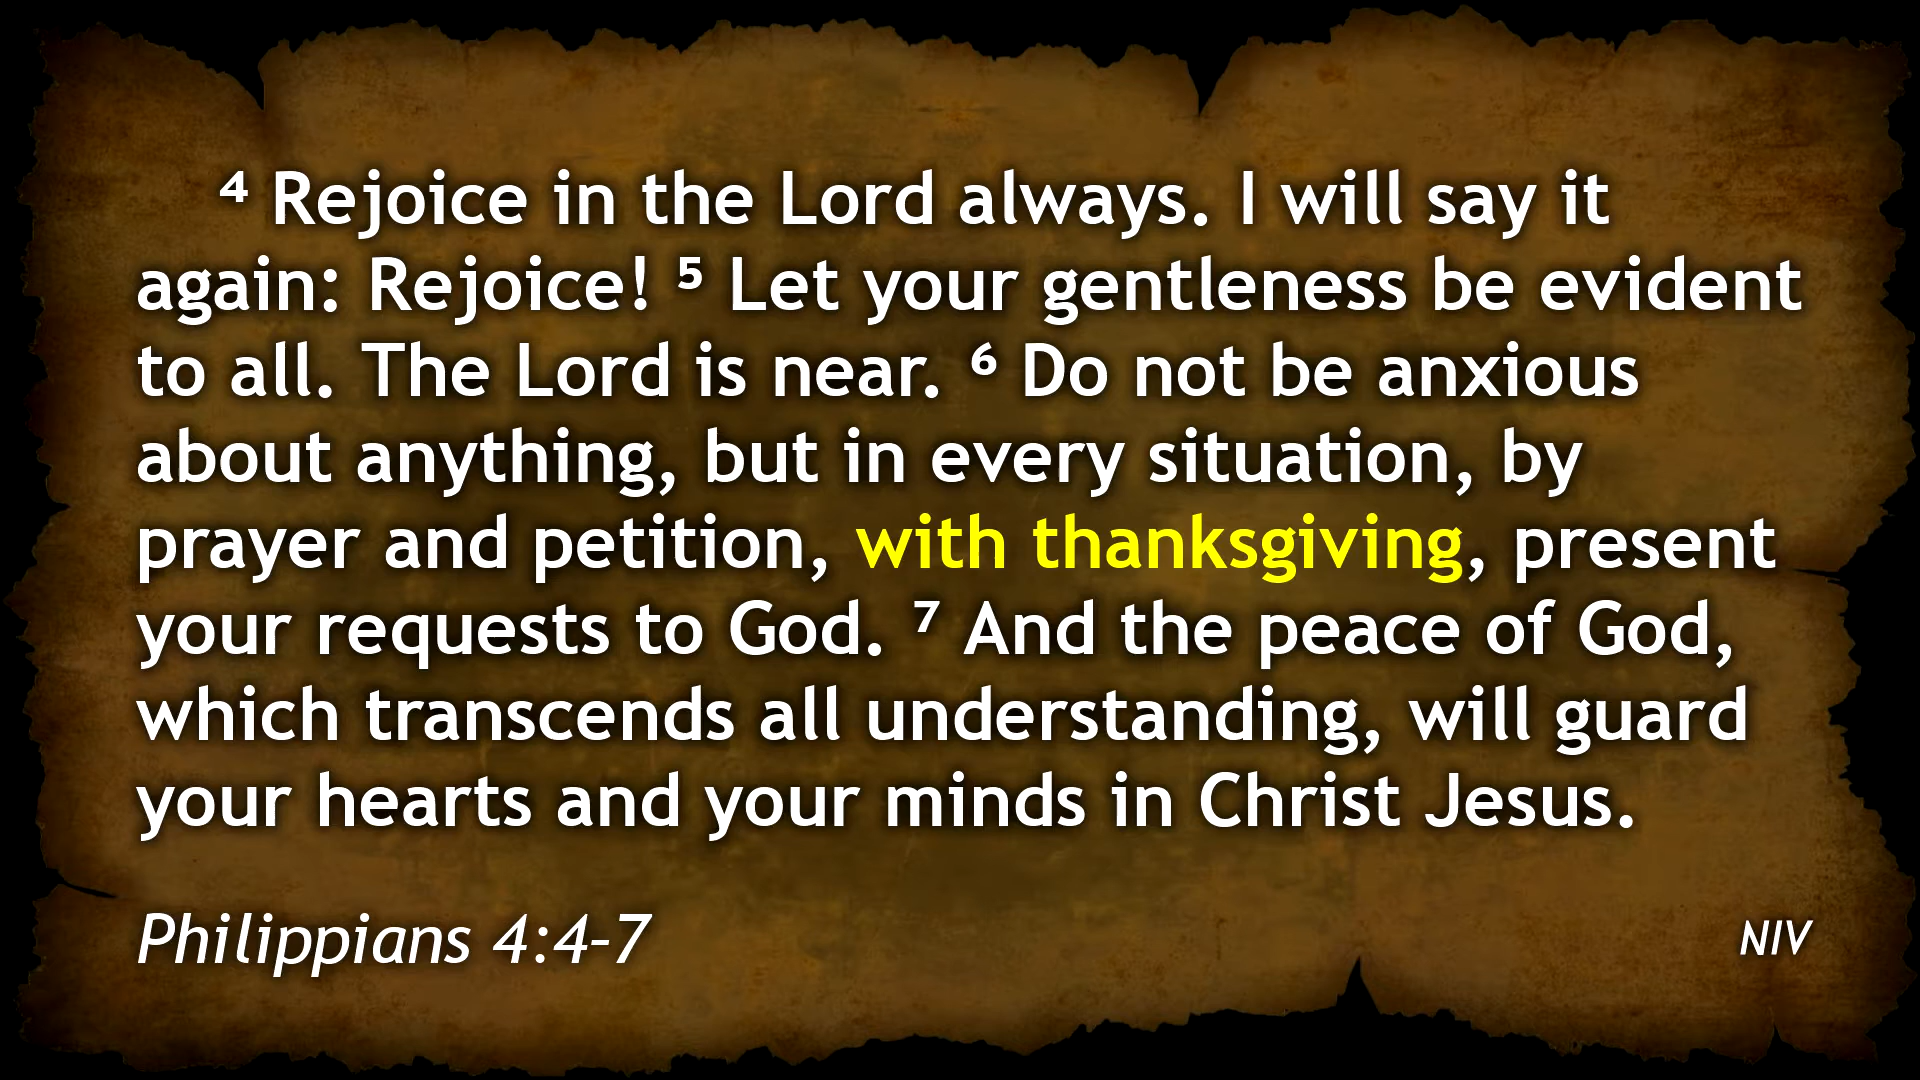 ⁴ Rejoice in the Lord always. I will say it
again: Rejoice! ⁵ Let your gentleness be evident
to all. The Lord is near. ⁶ Do not be anxious
about anything, but in every situation, by
prayer and petition, with thanksgiving, present
your requests to God. ⁷ And the peace of God,
which transcends all understanding, will guard
your hearts and your minds in Christ Jesus.
Philippians 4:4–7
NIV